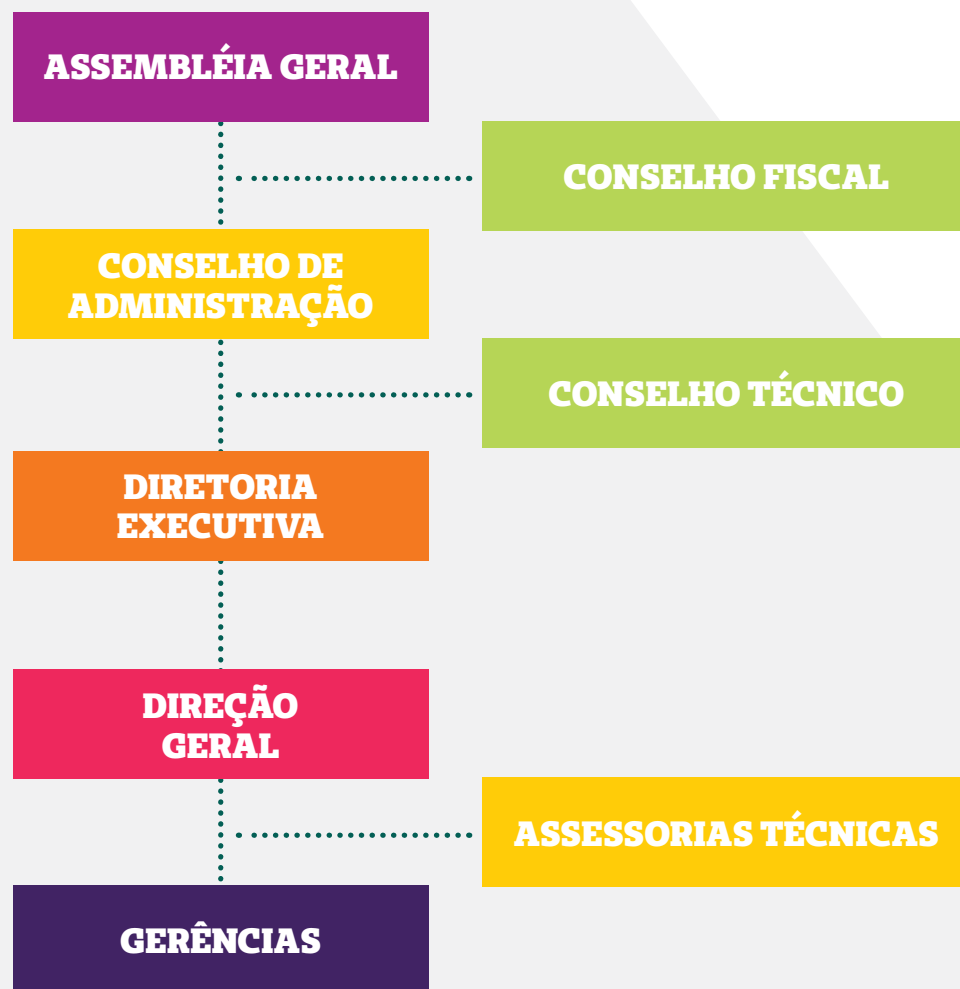 ASSEMBLÉIA GERAL
CONSELHO FISCAL
CONSELHO DE
ADMINISTRAÇÃO
CONSELHO TÉCNICO
DIRETORIA
EXECUTIVA
DIREÇÃO
GERAL
ASSESSORIAS TÉCNICAS
GERÊNCIAS